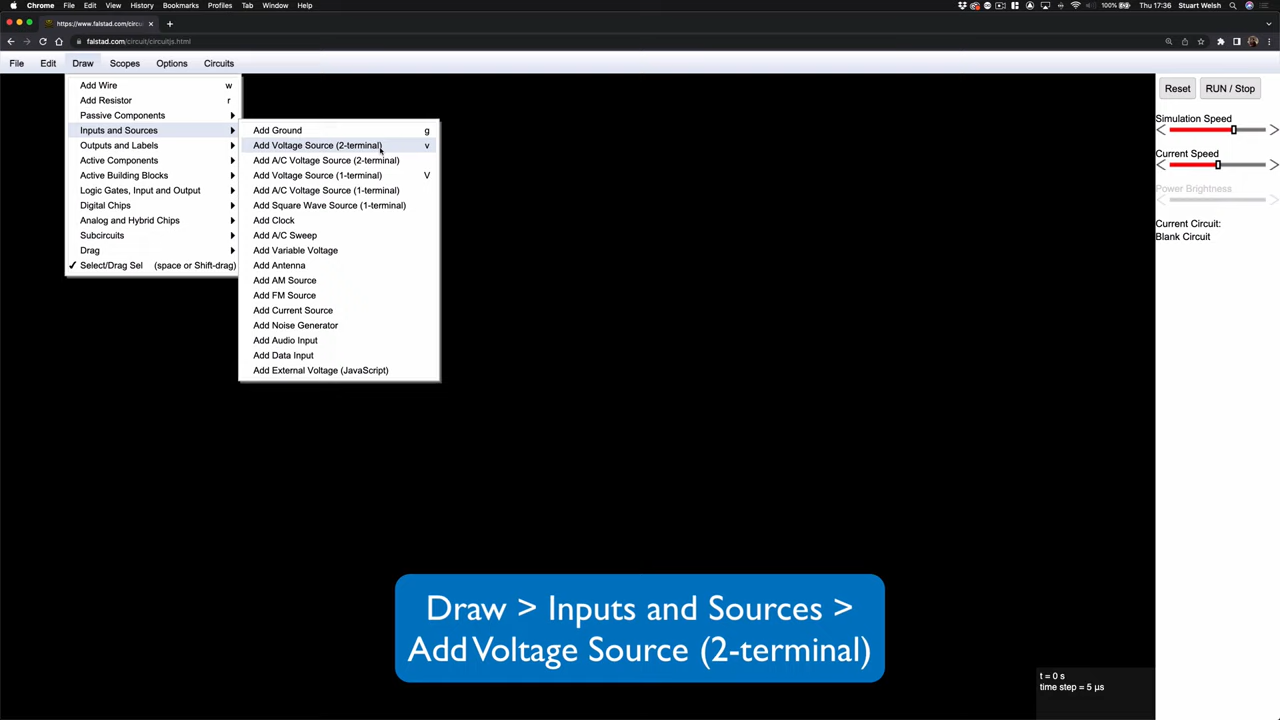 Chrome File Edit View History Bookmarks Profiles Tab Window Help 100% Thu 17:36 Stuart Welsh
https://www.falstad.com/circui
falstad.com/circuit/circuitjs.html
File Edit Draw Scopes Options Circuits
Add Wire w
Add Resistor r
Passive Components
Inputs and Sources
Outputs and Labels
Active Components
Active Building Blocks
Logic Gates, Input and Output
Digital Chips
Analog and Hybrid Chips
Subcircuits
Drag
✓ Select/Drag Sel (space or Shift-drag)
Add Ground g
Add Voltage Source (2-terminal) v
Add A/C Voltage Source (2-terminal)
Add Voltage Source (1-terminal) V
Add A/C Voltage Source (1-terminal)
Add Square Wave Source (1-terminal)
Add Clock
Add A/C Sweep
Add Variable Voltage
Add Antenna
Add AM Source
Add FM Source
Add Current Source
Add Noise Generator
Add Audio Input
Add Data Input
Add External Voltage (JavaScript)
Reset RUN / Stop
Simulation Speed
Current Speed
Power Brightness
Current Circuit:
Blank Circuit
Draw > Inputs and Sources >
Add Voltage Source (2-terminal)
t = 0 s
time step = 5 µs